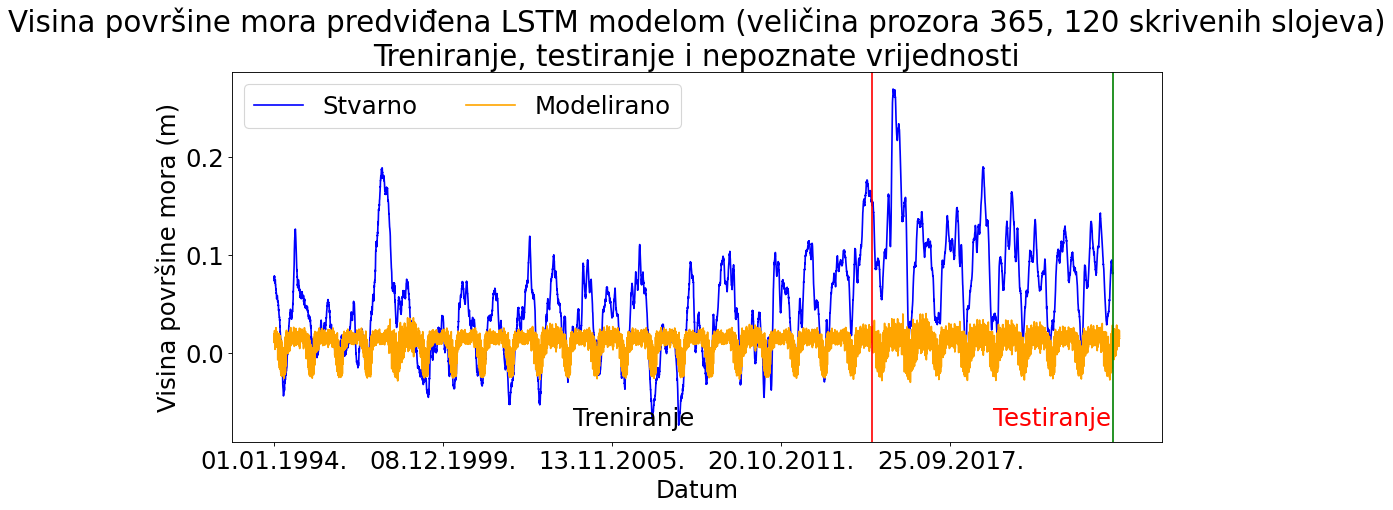 Visina površine mora predviđena LSTM modelom (veličina prozora 365, 120 skrivenih slojeva)
Treniranje, testiranje i nepoznate vrijednosti
Stvarno Modelirano
Visina površine mora (m)
0.2
0.1
0.0
Treniranje Testiranje
01.01.1994. 08.12.1999. 13.11.2005. 20.10.2011. 25.09.2017.
Datum